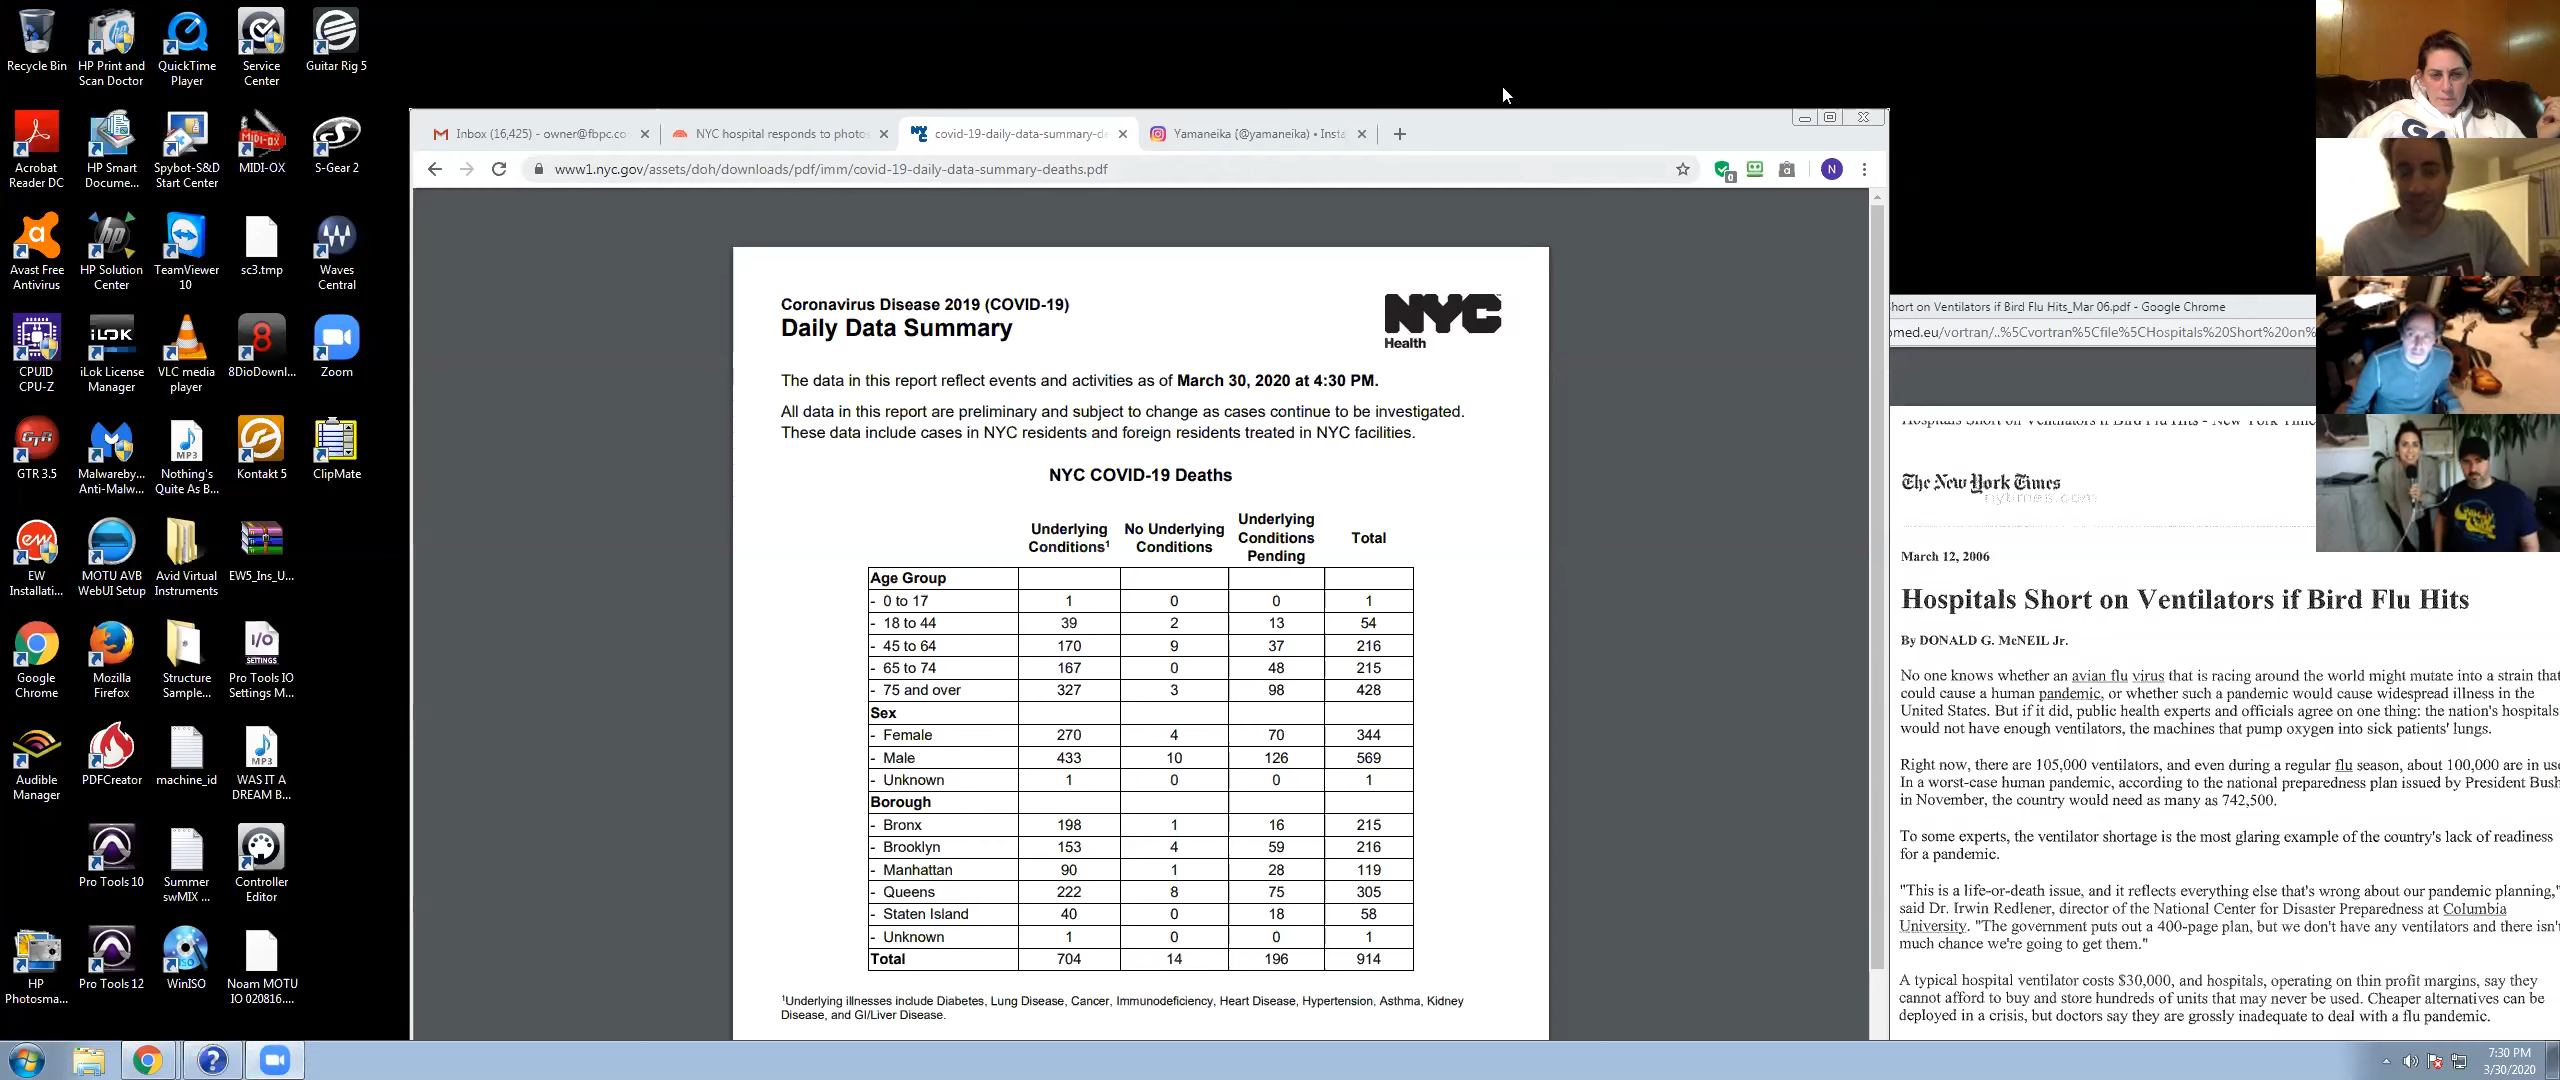 Recycle Bin
HP Print and
Scan Doctor
QuickTime
Player
Service
Center
Guitar Rig 5
Acrobat
Reader DC
HP Smart
Docume...
Spybot-S&D
Start Center
MIDI-OX
S-Gear 2
Avast Free
Antivirus
HP Solution
Center
TeamViewer
10
sc3.tmp
Waves
Central
CPUID
CPU-Z
iLok License
Manager
VLC media
player
8DioDownl...
Zoom
GTR 3.5
Malwareby...
Anti-Malw...
Nothing's
Quite As B...
Kontakt 5
ClipMate
EW
Installati...
MOTU AVB
WebUI Setup
Avid Virtual
Instruments
EW5_Ins_U...
Google
Chrome
Mozilla
Firefox
Structure
Sample...
Pro Tools IO
Settings M...
Audible
Manager
PDFCreator
machine_id
WAS IT A
DREAM B...
Pro Tools 10
Summer
swMIX ...
Controller
Editor
HP
Photosma...
Pro Tools 12
WinISO
Noam MOTU
IO 020816....
Inbox (16,425) - owner@fbpc.co
NYC hospital responds to photos
covid-19-daily-data-summary-de
Yamaneika (@yamaneika) • Insta
www1.nyc.gov/assets/doh/downloads/pdf/imm/covid-19-daily-data-summary-deaths.pdf
N
Coronavirus Disease 2019 (COVID-19)
Daily Data Summary
NYC
Health
The data in this report reflect events and activities as of March 30, 2020 at 4:30 PM.
All data in this report are preliminary and subject to change as cases continue to be investigated.
These data include cases in NYC residents and foreign residents treated in NYC facilities.
NYC COVID-19 Deaths
Underlying Conditions¹ No Underlying Conditions Underlying Conditions Pending Total
Age Group
- 0 to 17 1 0 0 1
- 18 to 44 39 2 13 54
- 45 to 64 170 9 37 216
- 65 to 74 167 0 48 215
- 75 and over 327 3 98 428
Sex
- Female 270 4 70 344
- Male 433 10 126 569
- Unknown 1 0 0 1
Borough
- Bronx 198 1 16 215
- Brooklyn 153 4 59 216
- Manhattan 90 1 28 119
- Queens 222 8 75 305
- Staten Island 40 0 18 58
- Unknown 1 0 0 1
Total 704 14 196 914
¹Underlying illnesses include Diabetes, Lung Disease, Cancer, Immunodeficiency, Heart Disease, Hypertension, Asthma, Kidney
Disease, and GI/Liver Disease.
hort on Ventilators if Bird Flu Hits_Mar 06.pdf - Google Chrome
omed.eu/vortran/..%5Cvortran%5Cfile%5CHospitals%20Short%20on%
Hospitals Short on Ventilators if Bird Flu Hits - New York Time
The New York Times
nytimes.com
March 12, 2006
Hospitals Short on Ventilators if Bird Flu Hits
By DONALD G. McNEIL Jr.
No one knows whether an avian flu virus that is racing around the world might mutate into a strain that
could cause a human pandemic, or whether such a pandemic would cause widespread illness in the
United States. But if it did, public health experts and officials agree on one thing: the nation's hospitals
would not have enough ventilators, the machines that pump oxygen into sick patients' lungs.
Right now, there are 105,000 ventilators, and even during a regular flu season, about 100,000 are in use
In a worst-case human pandemic, according to the national preparedness plan issued by President Bush
in November, the country would need as many as 742,500.
To some experts, the ventilator shortage is the most glaring example of the country's lack of readiness
for a pandemic.
"This is a life-or-death issue, and it reflects everything else that's wrong about our pandemic planning,"
said Dr. Irwin Redlener, director of the National Center for Disaster Preparedness at Columbia
University. "The government puts out a 400-page plan, but we don't have any ventilators and there isn't
much chance we're going to get them."
A typical hospital ventilator costs $30,000, and hospitals, operating on thin profit margins, say they
cannot afford to buy and store hundreds of units that may never be used. Cheaper alternatives can be
deployed in a crisis, but doctors say they are grossly inadequate to deal with a flu pandemic.
7:30 PM
3/30/2020